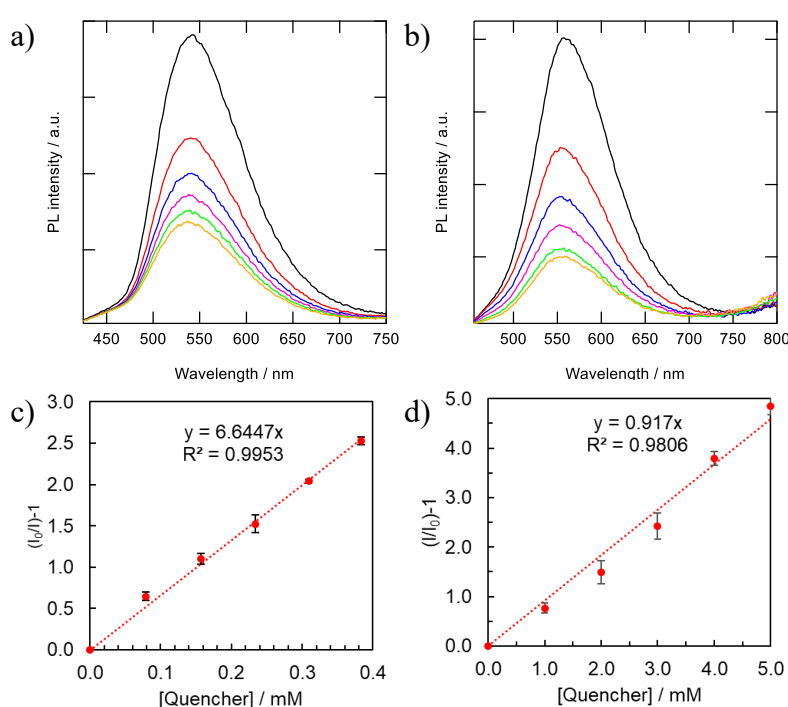 a)
PL intensity / a.u.
450 500 550 600 650 700 750
Wavelength / nm
b)
PL intensity / a.u.
500 550 600 650 700 750 800
Wavelength / nm
c)
y = 6.6447x
R² = 0.9953
(I₀/I)-1
3.0
2.5
2.0
1.5
1.0
0.5
0.0
0.0 0.1 0.2 0.3 0.4
[Quencher] / mM
d)
y = 0.917x
R² = 0.9806
(I/I₀)-1
5.0
4.0
3.0
2.0
1.0
0.0
0.0 1.0 2.0 3.0 4.0 5.0
[Quencher] / mM